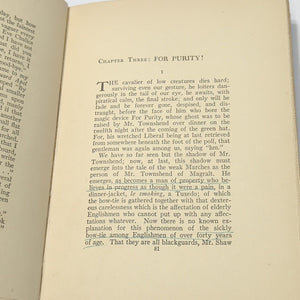 Chapter Three: FOR PURITY!
I
THE cavalier of low creatures dies hard;
surviving even our gesture, he loiters dan-
gerously in the tail of our eye, he awaits, with
piratical calm, the final stroke; and only will he
fade and be forever gone, despised, and dis-
traught, before the face of him who bore the
magic device For Purity, whose ghost was to be
raised by Mr. Townshend over dinner on the
twelfth night after the coming of the green hat.
For, his wretched Liberal being at last retrieved
from somewhere beneath the foot of the poll, that
gentleman was again among us, saying "hm."
We have so far seen but the shadow of Mr.
Townshend; now, at last, this shadow must
emerge into the tale of the weak Marches as the
substance of Mr. Townshend of Magralt. He
emerges, as becomes a man of property who be-
lieves in progress as though it were a pain, in a
dinner-jacket, le smoking, a Tuxedo; of which
the bow-tie is gathered together with that dexter-
ous carelessness which is the affectation of elderly
Englishmen who cannot put up with any affec-
tations whatever. Now there is no known
explanation for this phenomenon of the sickly
bow-tie among Englishmen of over forty years
of age. That they are all blackguards, Mr. Shaw
81